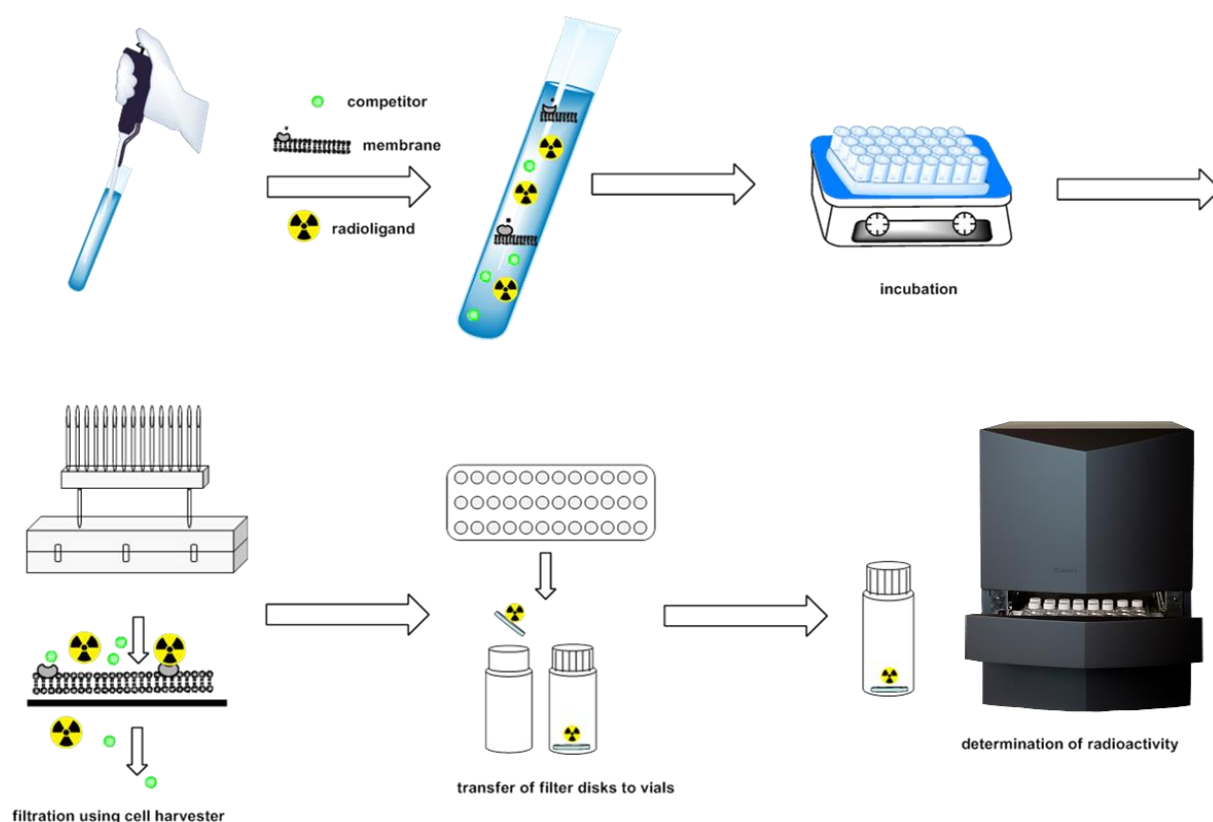 competitor
membrane
radioligand
incubation
filtration using cell harvester
transfer of filter disks to vials
determination of radioactivity